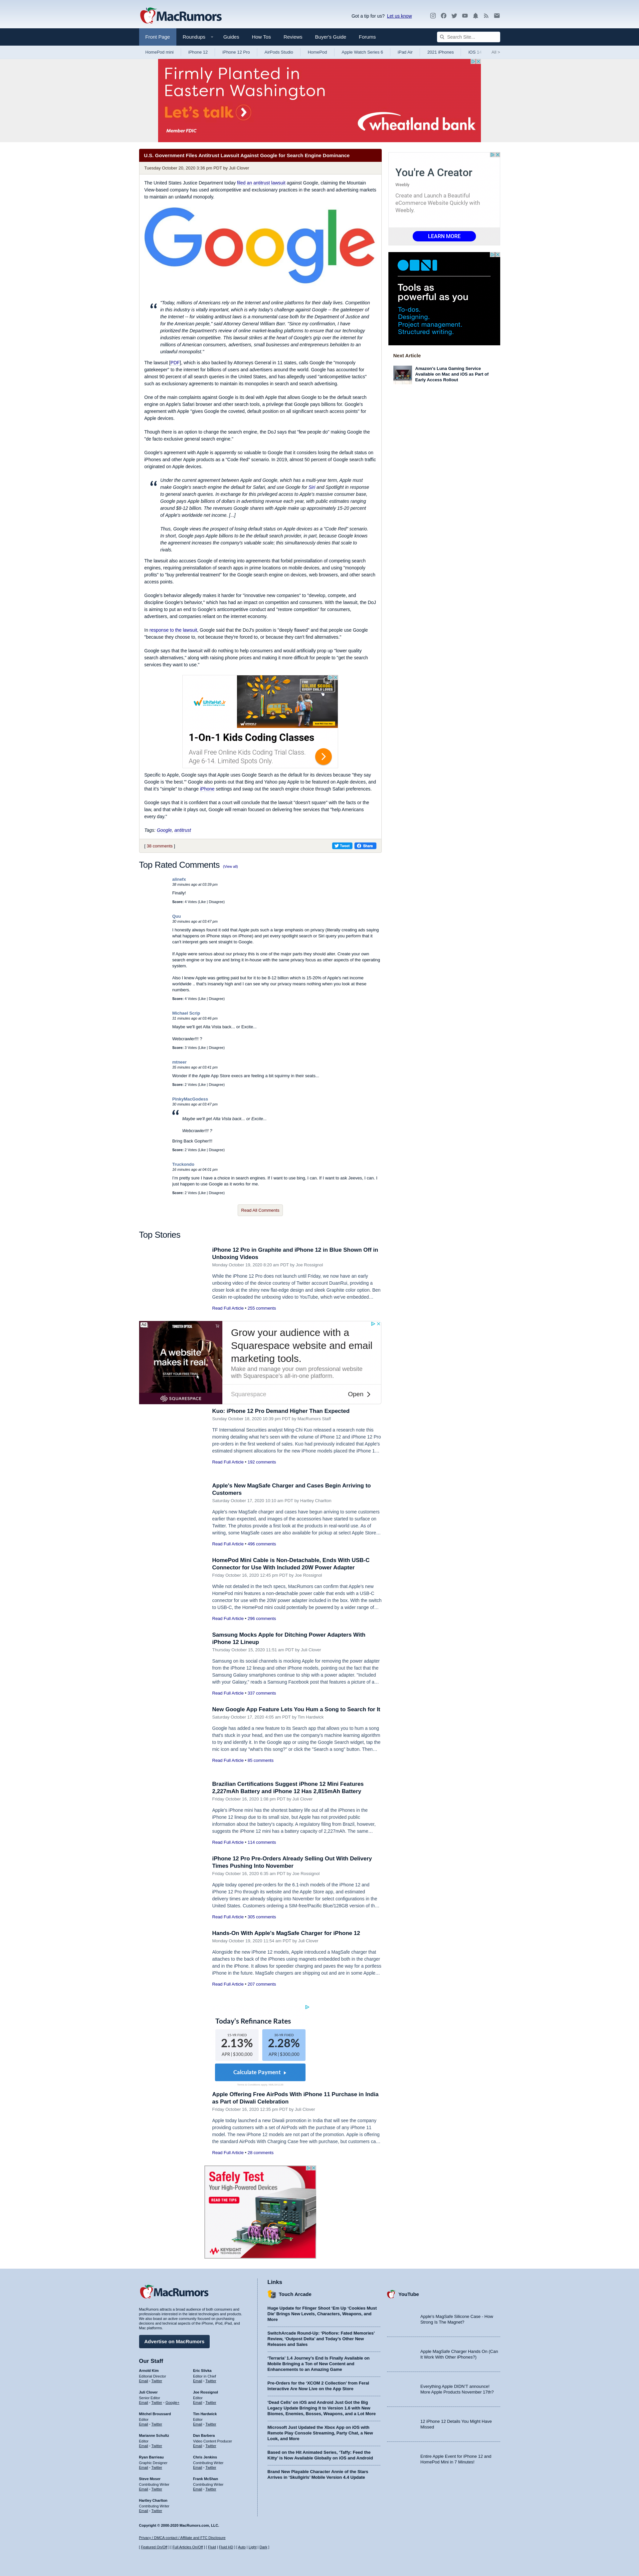 MacRumors
Got a tip for us? Let us know
Front Page Roundups Guides How Tos Reviews Buyer's Guide Forums
Search Site...
HomePod mini iPhone 12 iPhone 12 Pro AirPods Studio HomePod Apple Watch Series 6 iPad Air 2021 iPhones iOS All
Firmly Planted in
Eastern Washington
Let's talk
Member FDIC
wheatland bank
U.S. Government Files Antitrust Lawsuit Against Google for Search Engine Dominance
Tuesday October 20, 2020 3:36 pm PDT by Juli Clover
The United States Justice Department today filed an antitrust lawsuit against Google, claiming the Mountain
View-based company has used anticompetitive and exclusionary practices in the search and advertising markets
to maintain an unlawful monopoly.
Google
"Today, millions of Americans rely on the Internet and online platforms for their daily lives. Competition
in this industry is vitally important, which is why today's challenge against Google -- the gatekeeper of
the Internet -- for violating antitrust laws is a monumental case both for the Department of Justice and
for the American people," said Attorney General William Barr. "Since my confirmation, I have
prioritized the Department's review of online market-leading platforms to ensure that our technology
industries remain competitive. This lawsuit strikes at the heart of Google's grip over the internet for
millions of American consumers, advertisers, small businesses and entrepreneurs beholden to an
unlawful monopolist."
The lawsuit [PDF], which is also backed by Attorneys General in 11 states, calls Google the "monopoly
gatekeeper" to the internet for billions of users and advertisers around the world. Google has accounted for
almost 90 percent of all search queries in the United States, and has allegedly used "anticompetitive tactics"
such as exclusionary agreements to maintain its monopolies in search and search advertising.
One of the main complaints against Google is its deal with Apple that allows Google to be the default search
engine on Apple's Safari browser and other search tools, a privilege that Google pays billions for. Google's
agreement with Apple "gives Google the coveted, default position on significant search access points" for
Apple devices.
Though there is an option to change the search engine, the DoJ says that "few people do" making Google the
"de facto exclusive general search engine."
Google's agreement with Apple is apparently so valuable to Google that it considers losing the default status on
iPhones and other Apple products as a "Code Red" scenario. In 2019, almost 50 percent of Google search traffic
originated on Apple devices.
Under the current agreement between Apple and Google, which has a multi-year term, Apple must
make Google's search engine the default for Safari, and use Google for Siri and Spotlight in response
to general search queries. In exchange for this privileged access to Apple's massive consumer base,
Google pays Apple billions of dollars in advertising revenue each year, with public estimates ranging
around $8-12 billion. The revenues Google shares with Apple make up approximately 15-20 percent
of Apple's worldwide net income. [...]
Thus, Google views the prospect of losing default status on Apple devices as a "Code Red" scenario.
In short, Google pays Apple billions to be the default search provider, in part, because Google knows
the agreement increases the company's valuable scale; this simultaneously denies that scale to
rivals.
The lawsuit also accuses Google of entering into agreements that forbid preinstallation of competing search
engines, requiring preinstallation of search apps in prime locations on mobile devices, and using "monopoly
profits" to "buy preferential treatment" for the Google search engine on devices, web browsers, and other search
access points.
Google's behavior allegedly makes it harder for "innovative new companies" to "develop, compete, and
discipline Google's behavior," which has had an impact on competition and consumers. With the lawsuit, the DoJ
is aiming to put an end to Google's anticompetitive conduct and "restore competition" for consumers,
advertisers, and companies reliant on the internet economy.
In response to the lawsuit, Google said that the DoJ's position is "deeply flawed" and that people use Google
"because they choose to, not because they're forced to, or because they can't find alternatives."
Google says that the lawsuit will do nothing to help consumers and would artificially prop up "lower quality
search alternatives," along with raising phone prices and making it more difficult for people to "get the search
services they want to use."
1-On-1 Kids Coding Classes
Avail Free Online Kids Coding Trial Class.
Age 6-14. Limited Spots Only.
Specific to Apple, Google says that Apple uses Google Search as the default for its devices because "they say
Google is 'the best.'" Google also points out that Bing and Yahoo pay Apple to be featured on Apple devices, and
that it's "simple" to change iPhone settings and swap out the search engine choice through Safari preferences.
Google says that it is confident that a court will conclude that the lawsuit "doesn't square" with the facts or the
law, and that while it plays out, Google will remain focused on delivering free services that "help Americans
every day."
Tags: Google, antitrust
[ 38 comments ]
Tweet Share
Top Rated Comments (View all)
alinefx
38 minutes ago at 03:39 pm
Finally!
Score: 4 Votes (Like | Disagree)
Quu
30 minutes ago at 03:47 pm
I honestly always found it odd that Apple puts such a large emphasis on privacy (literally creating ads saying
what happens on iPhone stays on iPhone) and yet every spotlight search or Siri query you perform that it
can't interpret gets sent straight to Google.
If Apple were serious about our privacy this is one of the major parts they should alter. Create your own
search engine or buy one and bring it in house and maintain the same privacy focus as other aspects of your
system.
Also I knew Apple was getting paid but for it to be 8-12 billion which is 15-20% of Apple's net income
worldwide .. that's insanely high and I can see why our privacy means nothing when you look at these
numbers.
Score: 4 Votes (Like | Disagree)
Michael Scrip
31 minutes ago at 03:46 pm
Maybe we'll get Alta Vista back... or Excite...
Webcrawler!!! ?
Score: 3 Votes (Like | Disagree)
ntrowe
35 minutes ago at 03:41 pm
Wonder if the Apple App Store execs are feeling a bit squirmy in their seats...
Score: 2 Votes (Like | Disagree)
PinkyMacGodess
30 minutes ago at 03:47 pm
Maybe we'll get Alta Vista back... or Excite...
Webcrawler!!! ?
Bring Back Gopher!!!
Score: 2 Votes (Like | Disagree)
Truckondo
16 minutes ago at 04:01 pm
I'm pretty sure I have a choice in search engines. If I want to use bing, I can. If I want to ask Jeeves, I can. I
just happen to use Google as it works for me.
Score: 2 Votes (Like | Disagree)
Read All Comments
Top Stories
iPhone 12 Pro in Graphite and iPhone 12 in Blue Shown Off in
Unboxing Videos
Monday October 19, 2020 8:20 am PDT by Joe Rossignol
While the iPhone 12 Pro does not launch until Friday, we now have an early
unboxing video of the device courtesy of Twitter account DuanRui, providing a
closer look at the shiny new flat-edge design and sleek Graphite color option. Ben
Geskin re-uploaded the unboxing video to YouTube, which we've embedded...
Read Full Article • 255 comments
A website makes it real.
SQUARESPACE
Grow your audience with a
Squarespace website and email
marketing tools.
Make and manage your own professional website
with Squarespace's all-in-one platform.
Squarespace
Open
Kuo: iPhone 12 Pro Demand Higher Than Expected
Sunday October 18, 2020 10:39 pm PDT by MacRumors Staff
TF International Securities analyst Ming-Chi Kuo released a research note this
morning detailing what he's seen with the volume of iPhone 12 and iPhone 12 Pro
pre-orders in the first weekend of sales. Kuo had previously indicated that Apple's
estimated shipment allocations for the new iPhone models placed the iPhone 1...
Read Full Article • 192 comments
Apple's New MagSafe Charger and Cases Begin Arriving to
Customers
Saturday October 17, 2020 10:10 am PDT by Hartley Charlton
Apple's new MagSafe charger and cases have begun arriving to some customers
earlier than expected, and images of the accessories have started to surface on
Twitter. The photos provide a first look at the products in real-world use. As of
writing, some MagSafe cases are also available for pickup at select Apple Store...
Read Full Article • 496 comments
HomePod Mini Cable is Non-Detachable, Ends With USB-C
Connector for Use With Included 20W Power Adapter
Friday October 16, 2020 12:45 pm PDT by Joe Rossignol
While not detailed in the tech specs, MacRumors can confirm that Apple's new
HomePod mini features a non-detachable power cable that ends with a USB-C
connector for use with the 20W power adapter included in the box. With the switch
to USB-C, the HomePod mini could potentially be powered by a wider range of...
Read Full Article • 296 comments
Samsung Mocks Apple for Ditching Power Adapters With
iPhone 12 Lineup
Thursday October 15, 2020 11:51 am PDT by Juli Clover
Samsung on its social channels is mocking Apple for removing the power adapter
from the iPhone 12 lineup and other iPhone models, pointing out the fact that the
Samsung Galaxy smartphones continue to ship with a power adapter. "Included
with your Galaxy," reads a Samsung Facebook post that features a picture of a...
Read Full Article • 337 comments
New Google App Feature Lets You Hum a Song to Search for It
Saturday October 17, 2020 4:05 am PDT by Tim Hardwick
Google has added a new feature to its Search app that allows you to hum a song
that's stuck in your head, and then use the company's machine learning algorithm
to try and identify it. In the Google app or using the Google Search widget, tap the
mic icon and say "what's this song?" or click the "Search a song" button. Then...
Read Full Article • 85 comments
Brazilian Certifications Suggest iPhone 12 Mini Features
2,227mAh Battery and iPhone 12 Has 2,815mAh Battery
Friday October 16, 2020 1:08 pm PDT by Juli Clover
Apple's iPhone mini has the shortest battery life out of all the iPhones in the
iPhone 12 lineup due to its small size, but Apple has not provided public
information about the battery's capacity. A regulatory filing from Brazil, however,
suggests the iPhone 12 mini has a battery capacity of 2,227mAh. The same...
Read Full Article • 114 comments
iPhone 12 Pro Pre-Orders Already Selling Out With Delivery
Times Pushing Into November
Friday October 16, 2020 6:35 am PDT by Joe Rossignol
Apple today opened pre-orders for the 6.1-inch models of the iPhone 12 and
iPhone 12 Pro through its website and the Apple Store app, and estimated
delivery times are already slipping into November for select configurations in the
United States. Customers ordering a SIM-free/Pacific Blue/128GB version of th...
Read Full Article • 305 comments
Hands-On With Apple's MagSafe Charger for iPhone 12
Monday October 19, 2020 11:54 am PDT by Juli Clover
Alongside the new iPhone 12 models, Apple introduced a MagSafe charger that
attaches to the back of the iPhones using magnets embedded both in the charger
and in the iPhone. It allows for speedier charging and paves the way for a portless
iPhone in the future. MagSafe chargers are shipping out and are in some Apple...
Read Full Article • 207 comments
Today's Refinance Rates
2.13%
APR | $300,000
2.28%
APR | $300,000
Calculate Payment
Apple Offering Free AirPods With iPhone 11 Purchase in India
as Part of Diwali Celebration
Friday October 16, 2020 12:35 pm PDT by Juli Clover
Apple today launched a new Diwali promotion in India that will see the company
providing customers with a set of AirPods with the purchase of any iPhone 11
model. The new iPhone 12 models are not part of the promotion. Apple is offering
the standard AirPods With Charging Case free with purchase, but customers ca...
Read Full Article • 28 comments
Safely Test
Your High-Power Designs
READ THE TIPS
KEYSIGHT
You're A Creator
Weebly
Create and Launch a Beautiful
eCommerce Website Quickly with
Weebly.
LEARN MORE
OMNI
Tools as
powerful as you
To-dos.
Designing.
Project management.
Structured writing.
Next Article
Amazon's Luna Gaming Service
Available on Mac and iOS as Part of
Early Access Rollout
MacRumors
MacRumors attracts a broad audience of both consumers and
professionals interested in the latest technologies and products.
We also boast an active community focused on purchasing
decisions and technical aspects of the iPhone, iPod, iPad, and
Mac platforms.
Advertise on MacRumors
Our Staff
Arnold Kim
Editorial Director
Email · Twitter
Eric Slivka
Editor in Chief
Email · Twitter
Juli Clover
Senior Editor
Email · Twitter · Google+
Joe Rossignol
Editor
Email · Twitter
Mitchel Broussard
Editor
Email · Twitter
Tim Hardwick
Editor
Email · Twitter
Marianne Schultz
Editor
Email · Twitter
Dan Barbera
Video Content Producer
Email · Twitter
Ryan Barreau
Graphic Designer
Email · Twitter
Chris Jenkins
Contributing Writer
Email · Twitter
Steve Moser
Contributing Writer
Email · Twitter
Frank McShan
Contributing Writer
Email · Twitter
Hartley Charlton
Contributing Writer
Email · Twitter
Links
Touch Arcade
Huge Update for Flinger Shoot 'Em Up 'Cookies Must
Die' Brings New Levels, Characters, Weapons, and
More
SwitchArcade Round-Up: 'Pixifiore: Fated Memories'
Review, 'Outpost Delta' and Today's Other New
Releases and Sales
'Terraria' 1.4 Journey's End Is Finally Available on
Mobile Bringing a Ton of New Content and
Enhancements to an Amazing Game
Pre-Orders for the 'XCOM 2 Collection' from Feral
Interactive Are Now Live on the App Store
'Dead Cells' on iOS and Android Just Got the Big
Legacy Update Bringing It to Version 1.6 with New
Biomes, Enemies, Bosses, Weapons, and a Lot More
Microsoft Just Updated the Xbox App on iOS with
Remote Play Console Streaming, Party Chat, a New
Look, and More
Based on the Hit Animated Series, 'Taffy: Feed the
Kitty' Is Now Available Globally on iOS and Android
Brand New Playable Character Annie of the Stars
Arrives in 'Skullgirls' Mobile Version 4.4 Update
YouTube
Apple's MagSafe Silicone Case - How
Strong Is The Magnet?
Apple MagSafe Charger Hands On (Can
It Work With Other iPhones?)
Everything Apple DIDN'T announce!
More Apple Products November 17th?
12 iPhone 12 Details You Might Have
Missed
Entire Apple Event for iPhone 12 and
HomePod Mini in 7 Minutes!
Copyright © 2000-2020 MacRumors.com, LLC.
Privacy / DMCA contact / Affiliate and FTC Disclosure
[ Featured On/Off ] [ Full Articles On/Off ] [ Fluid | Fluid HD ] [ Auto | Light | Dark ]